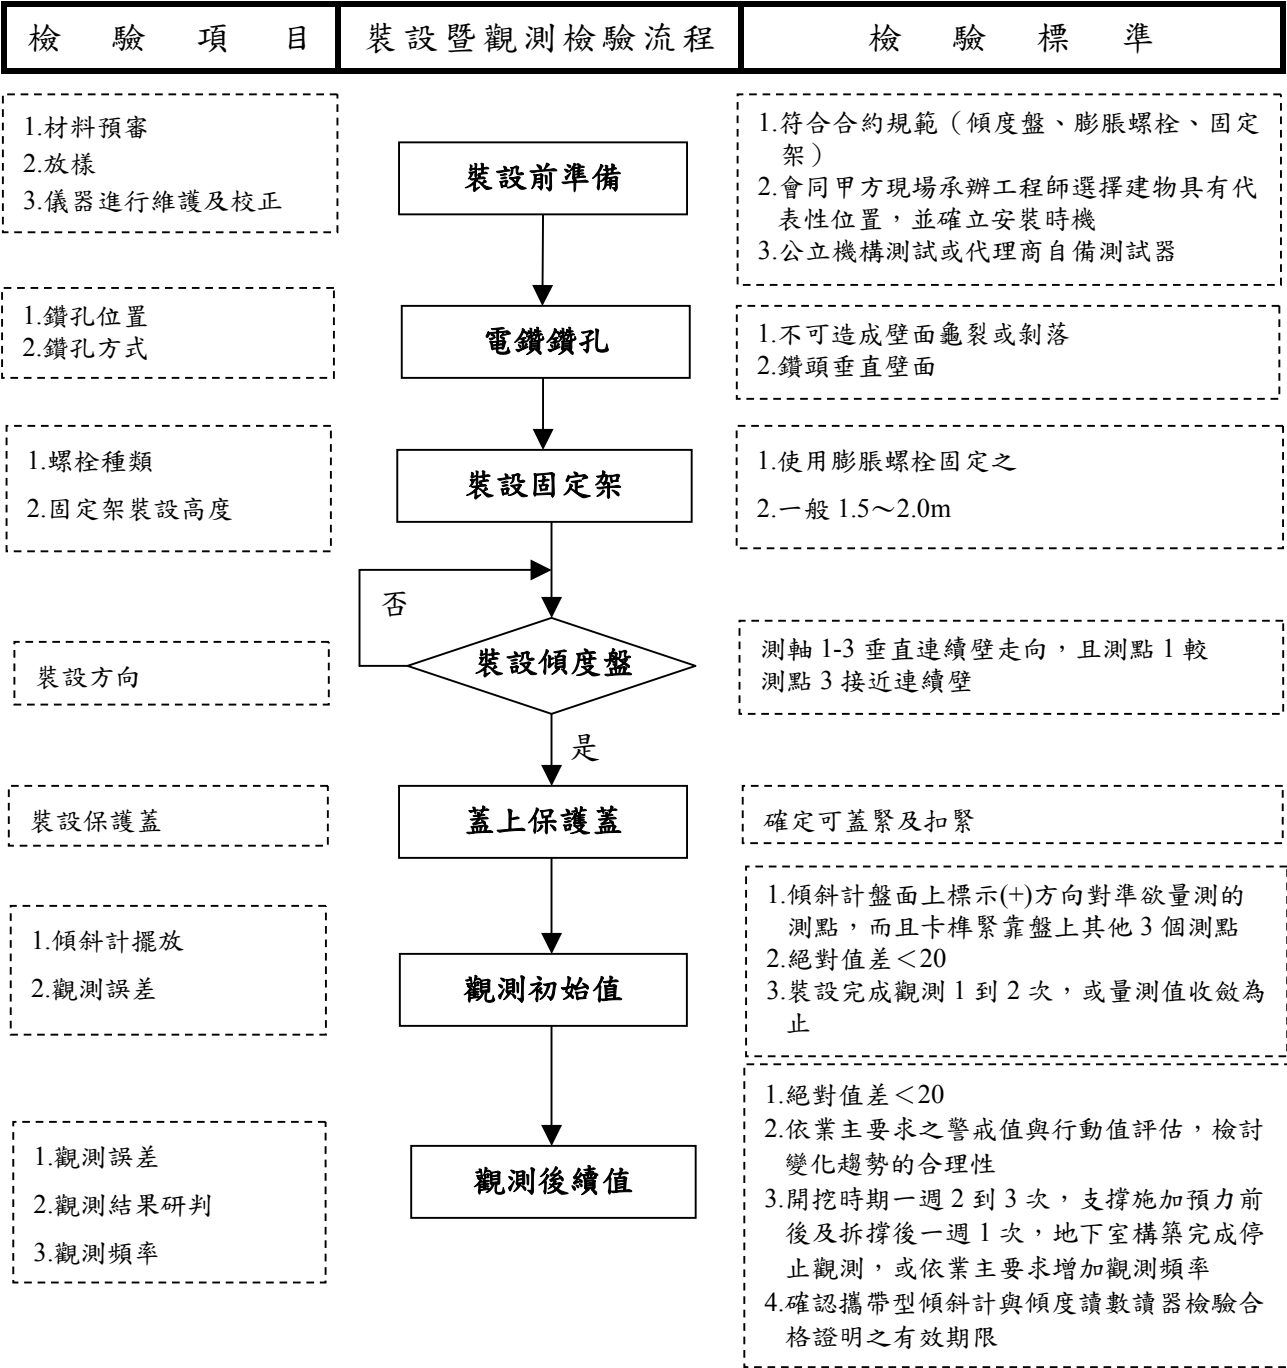 檢驗項目
裝設暨觀測檢驗流程
檢驗標準
1.材料預審
2.放樣
3.儀器進行維護及校正
裝設前準備
1.符合合約規範（傾度盤、膨脹螺栓、固定
架）
2.會同甲方現場承辦工程師選擇建物具有代
表性位置，並確立安裝時機
3.公立機構測試或代理商自備測試器
1.鑽孔位置
2.鑽孔方式
電鑽鑽孔
1.不可造成壁面龜裂或剝落
2.鑽頭垂直壁面
1.螺栓種類
2.固定架裝設高度
裝設固定架
1.使用膨脹螺栓固定之
2.一般 1.5～2.0m
否
裝設方向
裝設傾度盤
測軸 1-3 垂直連續壁走向，且測點 1 較
測點 3 接近連續壁
是
裝設保護蓋
蓋上保護蓋
確定可蓋緊及扣緊
1.傾斜計擺放
2.觀測誤差
觀測初始值
1.傾斜計盤面上標示(+)方向對準欲量測的
測點，而且卡榫緊靠盤上其他 3 個測點
2.絕對值差＜20
3.裝設完成觀測 1 到 2 次，或量測值收斂為
止
1.觀測誤差
2.觀測結果研判
3.觀測頻率
觀測後續值
1.絕對值差＜20
2.依業主要求之警戒值與行動值評估，檢討
變化趨勢的合理性
3.開挖時期一週 2 到 3 次，支撐施加預力前
後及拆撐後一週 1 次，地下室構築完成停
止觀測，或依業主要求增加觀測頻率
4.確認攜帶型傾斜計與傾度讀數讀器檢驗合
格證明之有效期限